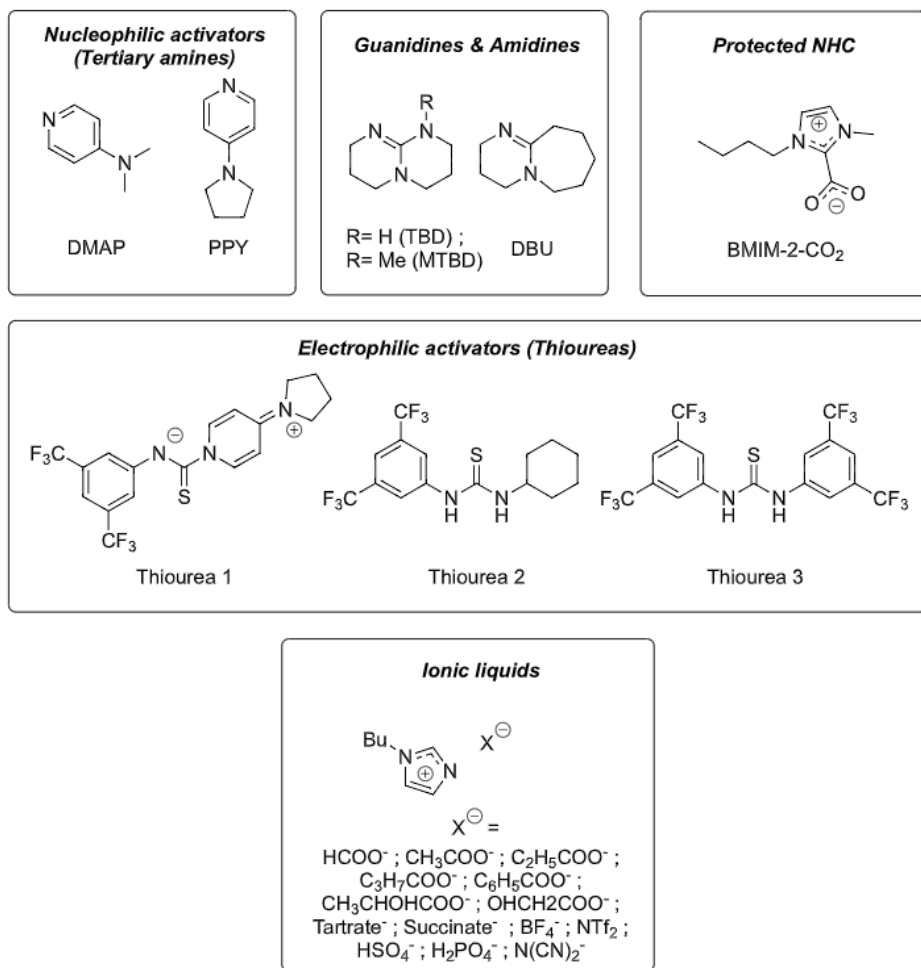 Nucleophilic activators
(Tertiary amines)
N
N
DMAP
N
N
PPY
Guanidines & Amidines
R
N
N
N
R= H (TBD) ;
R= Me (MTBD)
N
N
DBU
Protected NHC
⊕
N
N
O
O
⊖
BMIM-2-CO₂
Electrophilic activators (Thioureas)
F₃C
CF₃
⊖
N
S
N
N
⊕
Thiourea 1
CF₃
F₃C
S
N
H
N
H
Thiourea 2
CF₃
F₃C
S
N
H
N
H
CF₃
CF₃
Thiourea 3
Ionic liquids
Bu
N
N
⊕
X⊖
X⊖ =
HCOO⁻ ; CH₃COO⁻ ; C₂H₅COO⁻ ;
C₃H₇COO⁻ ; C₆H₅COO⁻ ;
CH₃CHOHCOO⁻ ; OHCH2COO⁻ ;
Tartrate⁻ ; Succinate⁻ ; BF₄⁻ ; NTf₂ ;
HSO₄⁻ ; H₂PO₄⁻ ; N(CN)₂⁻